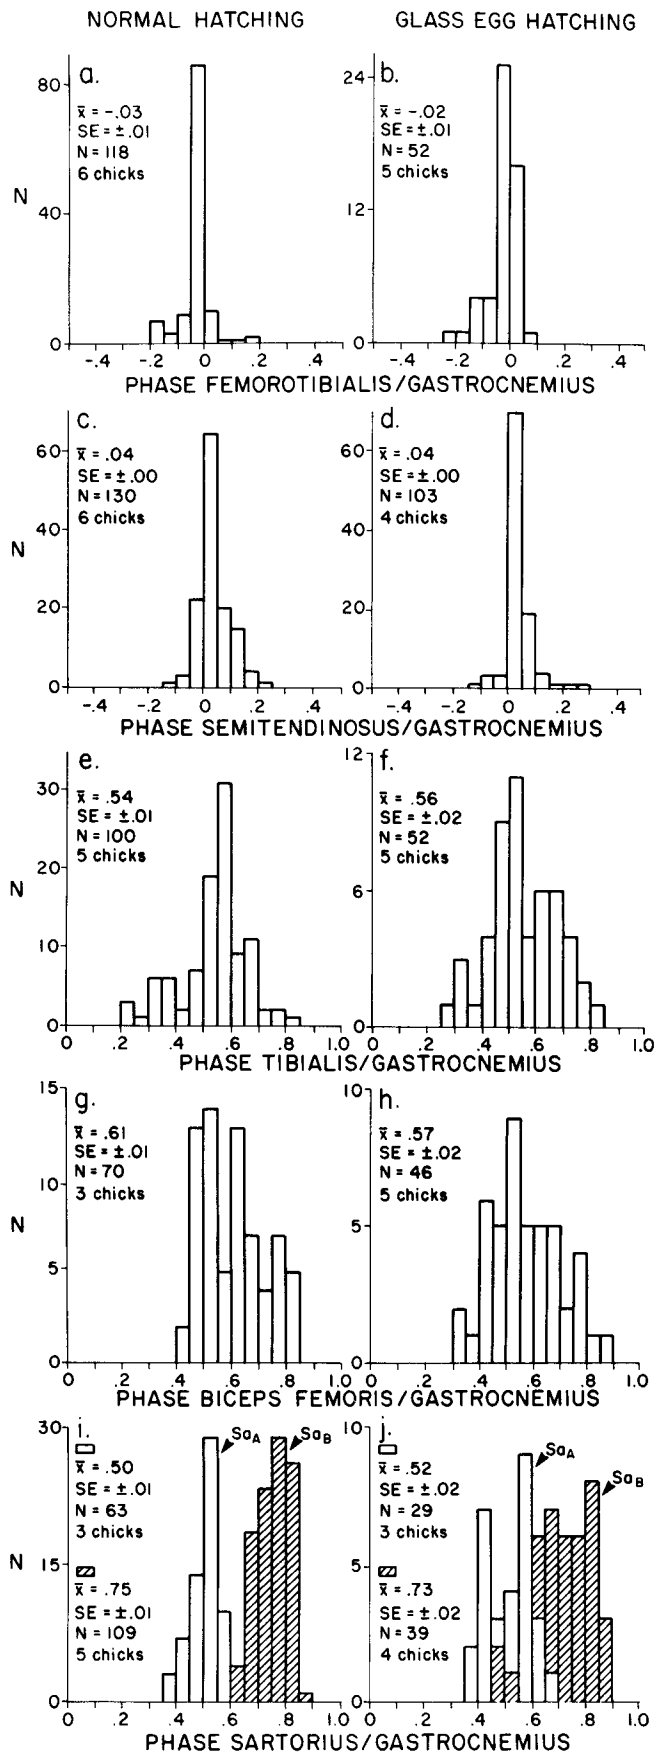 NORMAL HATCHING GLASS EGG HATCHING
a.
x̄ = -.03
SE = ±.01
N = 118
6 chicks
80
40
0
N
-.4 -.2 0 .2 .4
b.
x̄ = -.02
SE = ±.01
N = 52
5 chicks
24
12
0
-.4 -.2 0 .2 .4
PHASE FEMOROTIBIALIS/GASTROCNEMIUS
c.
x̄ = .04
SE = ±.00
N = 130
6 chicks
60
40
20
0
N
-.4 -.2 0 .2 .4
d.
x̄ = .04
SE = ±.00
N = 103
4 chicks
60
40
20
0
-.4 -.2 0 .2 .4
PHASE SEMITENDINOSUS/GASTROCNEMIUS
e.
x̄ = .54
SE = ±.01
N = 100
5 chicks
30
20
10
0
N
0 .2 .4 .6 .8 1.0
f.
x̄ = .56
SE = ±.02
N = 52
5 chicks
12
6
0
0 .2 .4 .6 .8 1.0
PHASE TIBIALIS/GASTROCNEMIUS
g.
x̄ = .61
SE = ±.01
N = 70
3 chicks
15
10
5
0
N
0 .2 .4 .6 .8 1.0
h.
x̄ = .57
SE = ±.02
N = 46
5 chicks
10
5
0
0 .2 .4 .6 .8 1.0
PHASE BICEPS FEMORIS/GASTROCNEMIUS
i.
x̄ = .50
SE = ±.01
N = 63
3 chicks
x̄ = .75
SE = ±.01
N = 109
5 chicks
SaA
SaB
30
15
0
N
0 .2 .4 .6 .8 1.0
j.
x̄ = .52
SE = ±.02
N = 29
3 chicks
x̄ = .73
SE = ±.02
N = 39
4 chicks
SaA
SaB
10
5
0
0 .2 .4 .6 .8 1.0
PHASE SARTORIUS/GASTROCNEMIUS